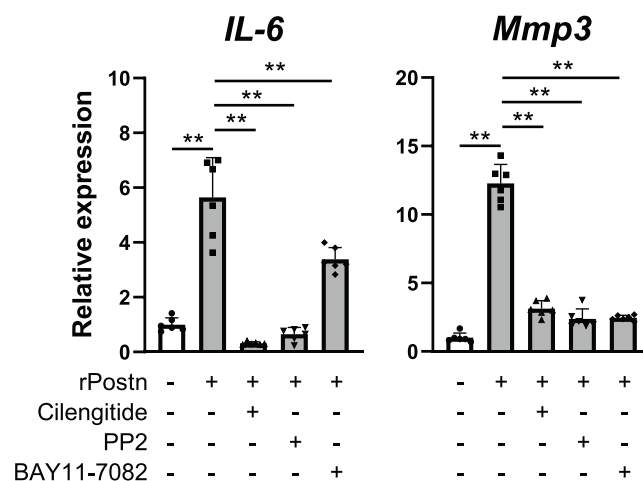 IL-6 Mmp3
** **
** **
** **
** **
Relative expression
10 20
8
15
6
10
4
5
2
0 0
rPostn - + + + + - + + + +
Cilengitide - - + - - - - + - -
PP2 - - - + - - - - + -
BAY11-7082 - - - - + - - - - +